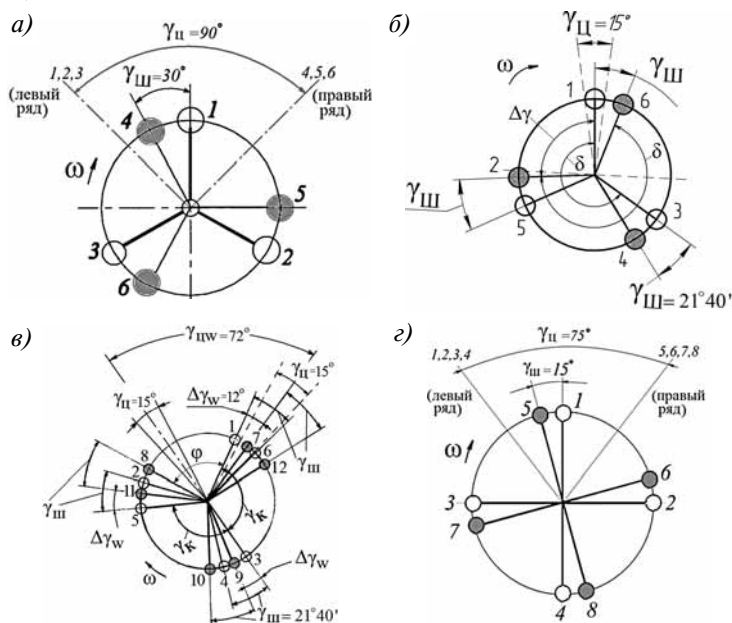 а)
γц=90°
1,2,3
(левый
ряд)
4,5,6
(правый
ряд)
γШ=30°
4
1
5
ω
3
2
6
б)
γЦ=15°
ω
γШ
1
6
Δγ
δ
δ
2
γШ
5
3
4
γШ=21°40'
в)
γцw=72°
γц=15°
γц=15°
Δγw=12°
1
7
6
12
γш
8
2
11
5
φ
γш
γк
γк
Δγw
ω
10
4
9
3
Δγw
γш=21°40'
г)
γц=75°
1,2,3,4
(левый
ряд)
5,6,7,8
(правый
ряд)
γш=15°
5
1
ω
6
3
2
7
4
8